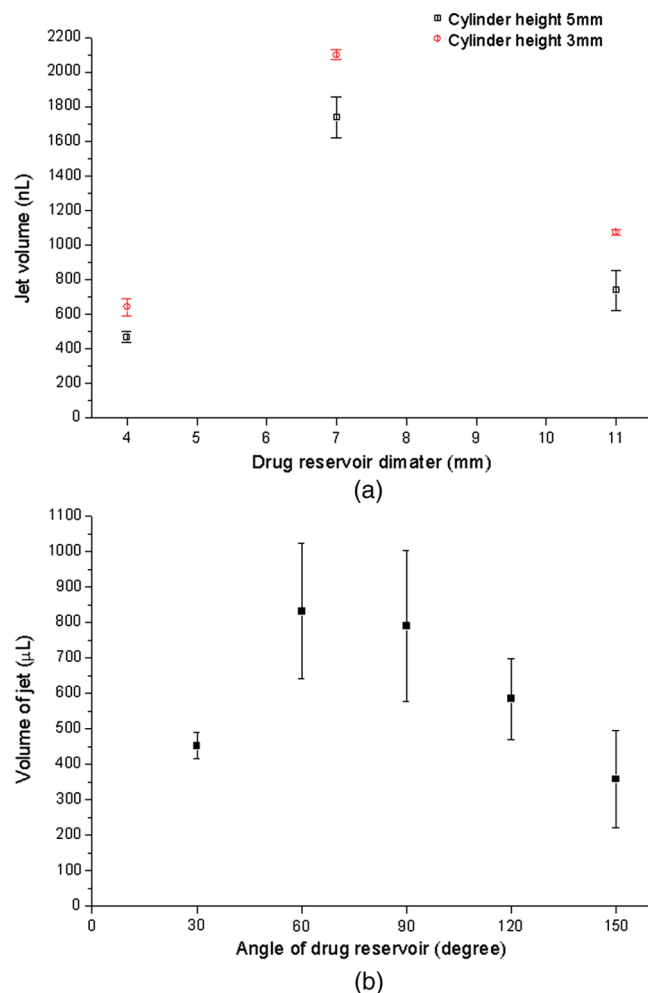 Cylinder height 5mm
Cylinder height 3mm
2200
2000
1800
1600
1400
1200
1000
800
600
400
200
0
Jet volume (nL)
4 5 6 7 8 9 10 11
Drug reservoir dimater (mm)
(a)
1100
1000
900
800
700
600
500
400
300
200
100
0
Volume of jet (μL)
0 30 60 90 120 150
Angle of drug reservoir (degree)
(b)